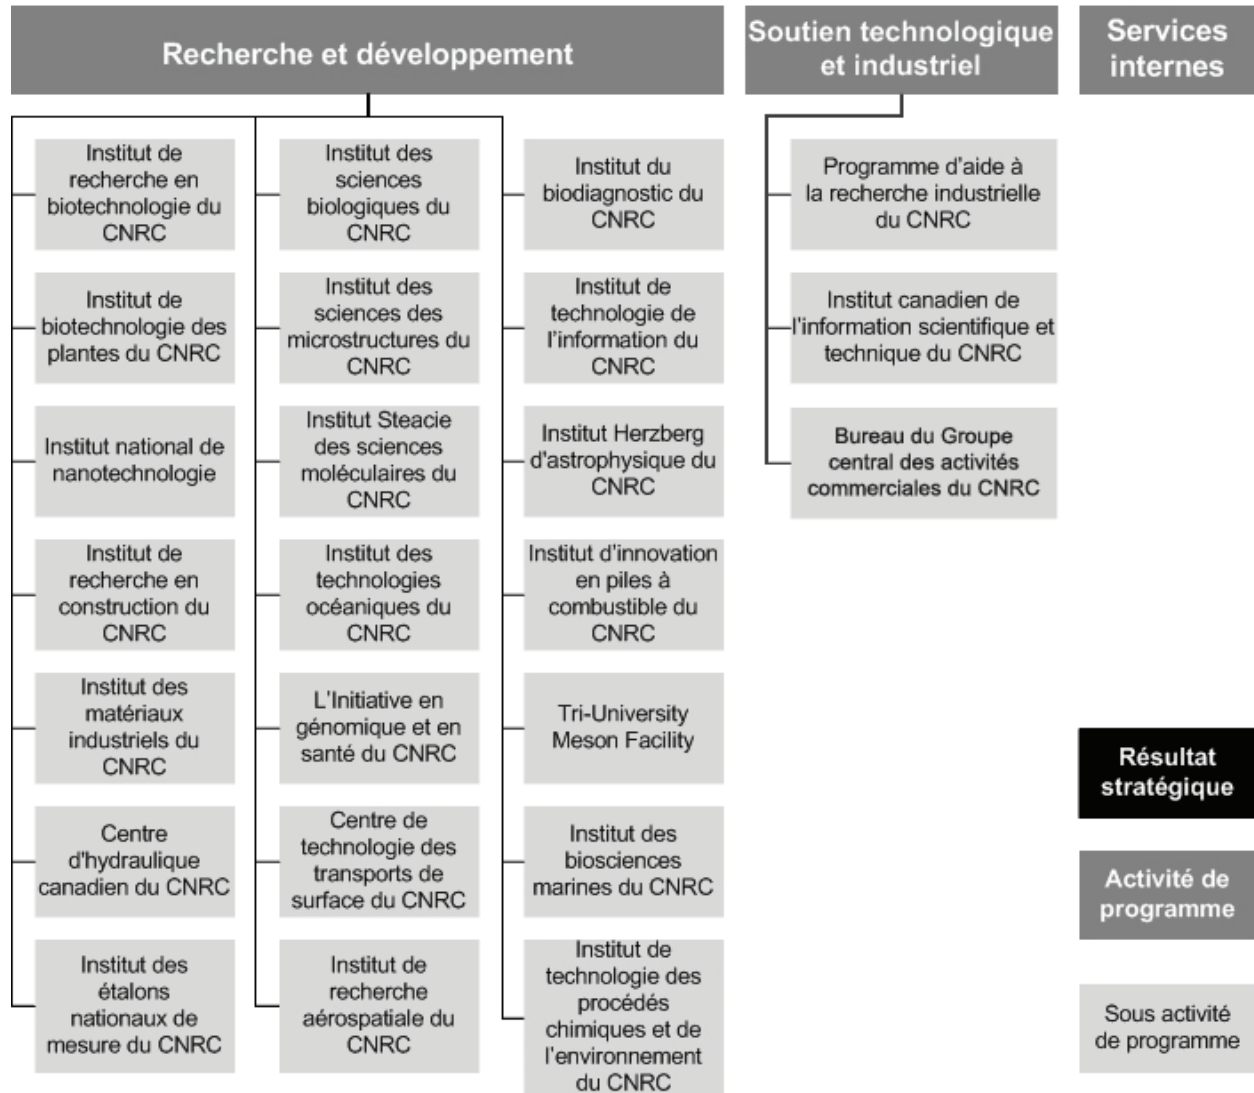 Recherche et développement
Soutien technologique
et industriel
Services
internes
Institut de
recherche en
biotechnologie du
CNRC
Institut de
biotechnologie des
plantes du CNRC
Institut national de
nanotechnologie
Institut de
recherche en
construction du
CNRC
Institut des
matériaux
industriels du
CNRC
Centre
d'hydraulique
canadien du CNRC
Institut des
étalons
nationaux de
mesure du CNRC
Institut des
sciences
biologiques du
CNRC
Institut des
sciences des
microstructures du
CNRC
Institut Steacie
des sciences
moléculaires du
CNRC
Institut des
technologies
océaniques du
CNRC
L'Initiative en
génomique et en
santé du CNRC
Centre de
technologie des
transports de
surface du CNRC
Institut de
recherche
aérospatiale du
CNRC
Institut du
biodiagnostic du
CNRC
Institut de
technologie de
l'information du
CNRC
Institut Herzberg
d'astrophysique du
CNRC
Institut d'innovation
en piles à
combustible du
CNRC
Tri-University
Meson Facility
Institut des
biosciences
marines du CNRC
Institut de
technologie des
procédés
chimiques et de
l'environnement
du CNRC
Programme d'aide à
la recherche industrielle
du CNRC
Institut canadien de
l'information scientifique et
technique du CNRC
Bureau du Groupe
central des activités
commerciales du CNRC
Résultat
stratégique
Activité de
programme
Sous activité
de programme